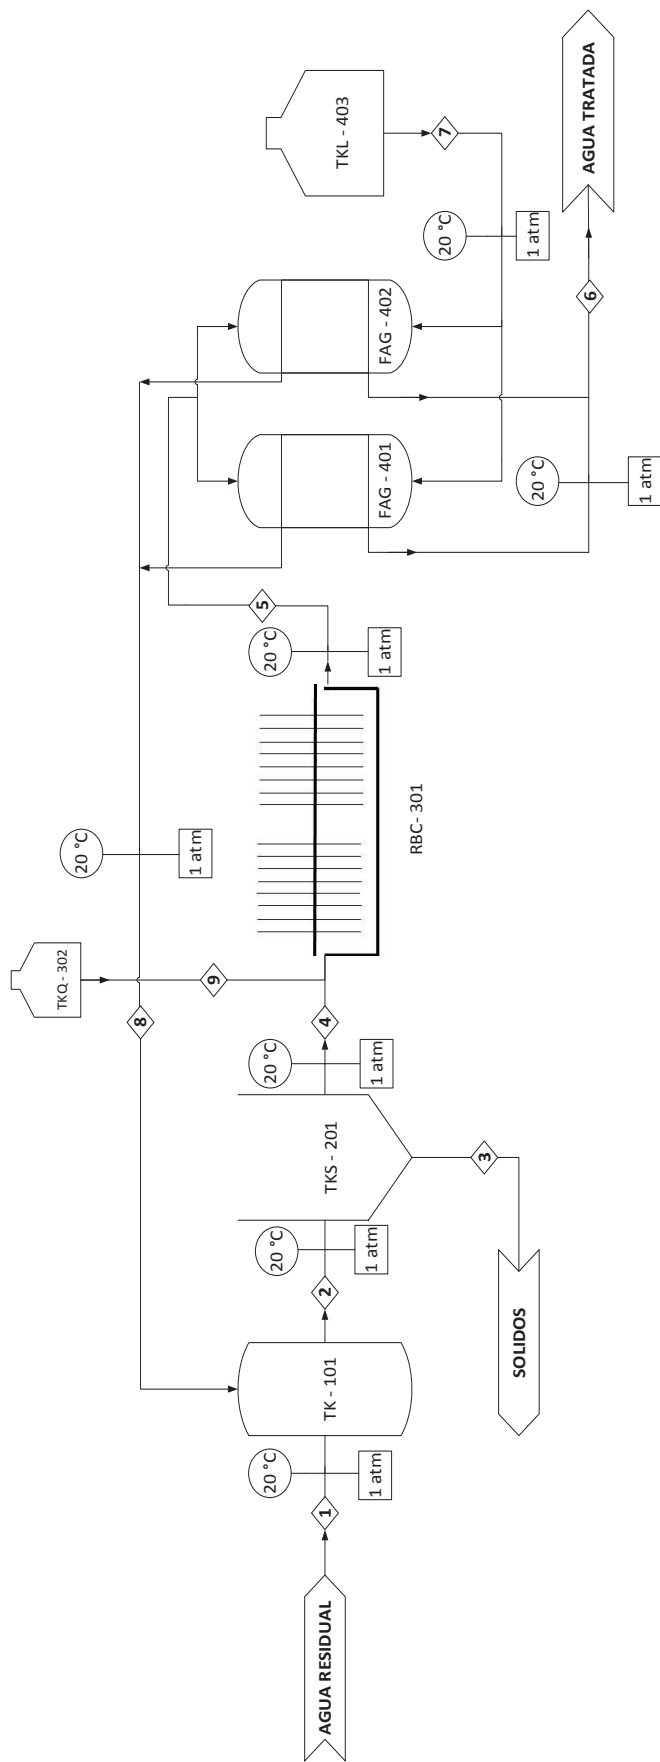 AGUA RESIDUAL
1
20 °C
1 atm
TK - 101
2
20 °C
1 atm
TKS - 201
3
SOLIDOS
20 °C
1 atm
4
9
TKQ - 302
8
20 °C
1 atm
RBC- 301
20 °C
1 atm
5
FAG - 401
FAG - 402
20 °C
1 atm
7
TKL - 403
20 °C
1 atm
6
AGUA TRATADA